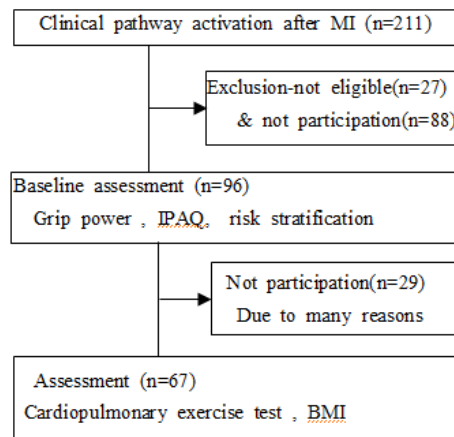 Clinical pathway activation after MI (n=211)
Exclusion-not eligible(n=27)
& not participation(n=88)
Baseline assessment (n=96)
Grip power , IPAQ, risk stratification
Not participation(n=29)
Due to many reasons
Assessment (n=67)
Cardiopulmonary exercise test , BMI